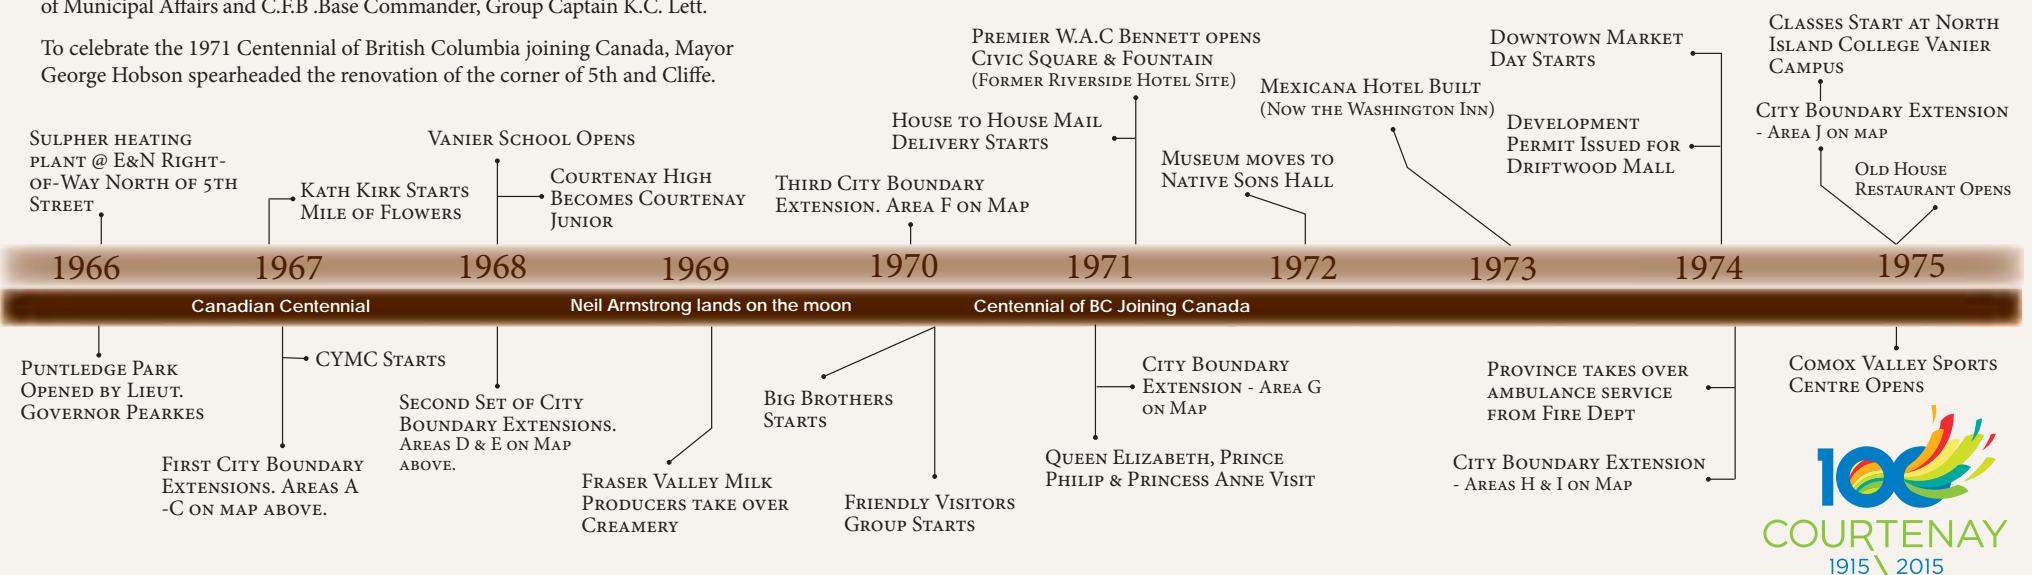 of Municipal Affairs and C.F.B .Base Commander, Group Captain K.C. Lett.
To celebrate the 1971 Centennial of British Columbia joining Canada, Mayor
George Hobson spearheaded the renovation of the corner of 5th and Cliffe.
Sulpher heating
plant @ E&N Right-
of-Way North of 5th
Street
Kath Kirk Starts
Mile of Flowers
Vanier School Opens
Courtenay High
Becomes Courtenay
Junior
Third City Boundary
Extension. Area F on Map
House to House Mail
Delivery Starts
Premier W.A.C Bennett opens
Civic Square & Fountain
(Former Riverside Hotel Site)
Museum moves to
Native Sons Hall
Mexicana Hotel Built
(Now the Washington Inn)
Downtown Market
Day Starts
Development
Permit Issued for
Driftwood Mall
Classes Start at North
Island College Vanier
Campus
City Boundary Extension
- Area J on map
Old House
Restaurant Opens
1966 1967 1968 1969 1970 1971 1972 1973 1974 1975
Canadian Centennial Neil Armstrong lands on the moon Centennial of BC Joining Canada
Puntledge Park
Opened by Lieut.
Governor Pearkes
CYMC Starts
First City Boundary
Extensions. Areas A
-C on map above.
Second Set of City
Boundary Extensions.
Areas D & E on Map
above.
Fraser Valley Milk
Producers take over
Creamery
Big Brothers
Starts
Friendly Visitors
Group Starts
City Boundary
Extension - Area G
on Map
Queen Elizabeth, Prince
Philip & Princess Anne Visit
Province takes over
ambulance service
from Fire Dept
City Boundary Extension
- Areas H & I on Map
Comox Valley Sports
Centre Opens
100
COURTENAY
1915 \ 2015